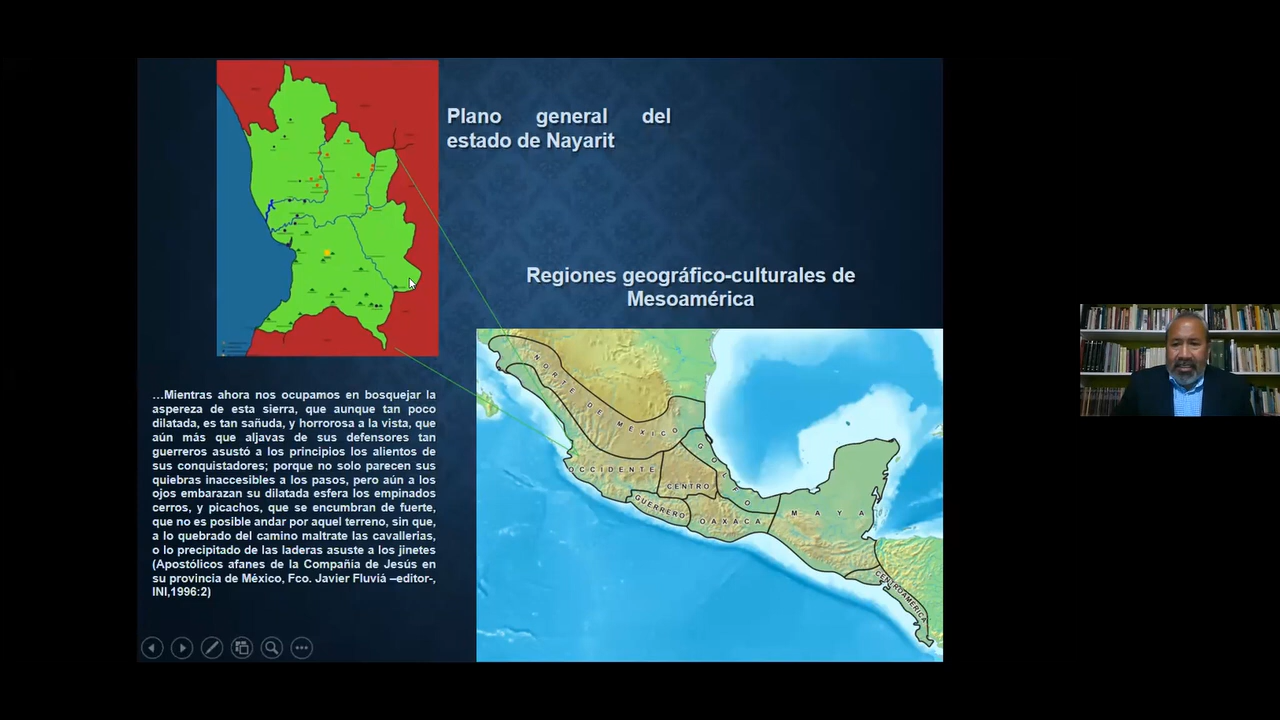 Plano general del
estado de Nayarit
Regiones geográfico-culturales de
Mesoamérica
…Mientras ahora nos ocupamos en bosquejar la
aspereza de esta sierra, que aunque tan poco
dilatada, es tan sañuda, y horrorosa a la vista, que
aún más que aljavas de sus defensores tan
guerreros asustó a los principios los alientos de
sus conquistadores; porque no solo parecen sus
quiebras inaccesibles a los pasos, pero aún a los
ojos embarazan su dilatada esfera los empinados
cerros, y picachos, que se encumbran de fuerte,
que no es posible andar por aquel terreno, sin que,
a lo quebrado del camino maltrate las cavallerias,
o lo precipitado de las laderas asuste a los jinetes
(Apostólicos afanes de la Compañia de Jesús en
su provincia de México, Fco. Javier Fluviá –editor-,
INI,1996:2)
NORTE DE MEXICO
GOLFO
OCCIDENTE
CENTRO
GUERRERO
OAXACA
MAYA
CENTROAMERICA